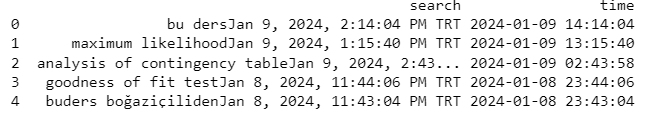 search time
0 bu dersJan 9, 2024, 2:14:04 PM TRT 2024-01-09 14:14:04
1 maximum likelihoodJan 9, 2024, 1:15:40 PM TRT 2024-01-09 13:15:40
2 analysis of contingency tableJan 9, 2024, 2:43... 2024-01-09 02:43:58
3 goodness of fit testJan 8, 2024, 11:44:06 PM TRT 2024-01-08 23:44:06
4 buders boğaziçilidenJan 8, 2024, 11:43:04 PM TRT 2024-01-08 23:43:04